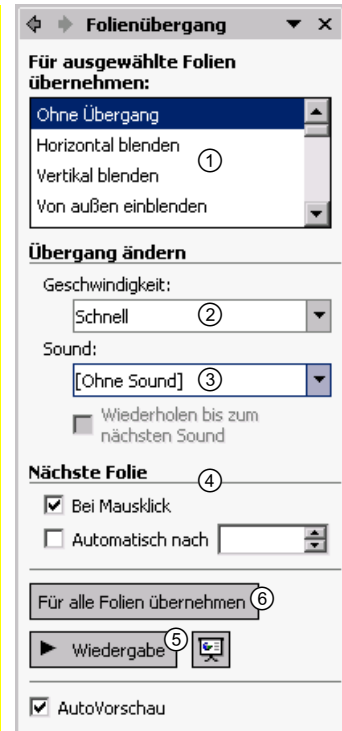 Folienübergang
Für ausgewählte Folien
übernehmen:
Ohne Übergang
Horizontal blenden
1
Vertikal blenden
Von außen einblenden
Übergang ändern
Geschwindigkeit:
Schnell 2
Sound:
[Ohne Sound] 3
Wiederholen bis zum
nächsten Sound
Nächste Folie 4
Bei Mausklick
Automatisch nach
Für alle Folien übernehmen 6
Wiedergabe 5
AutoVorschau